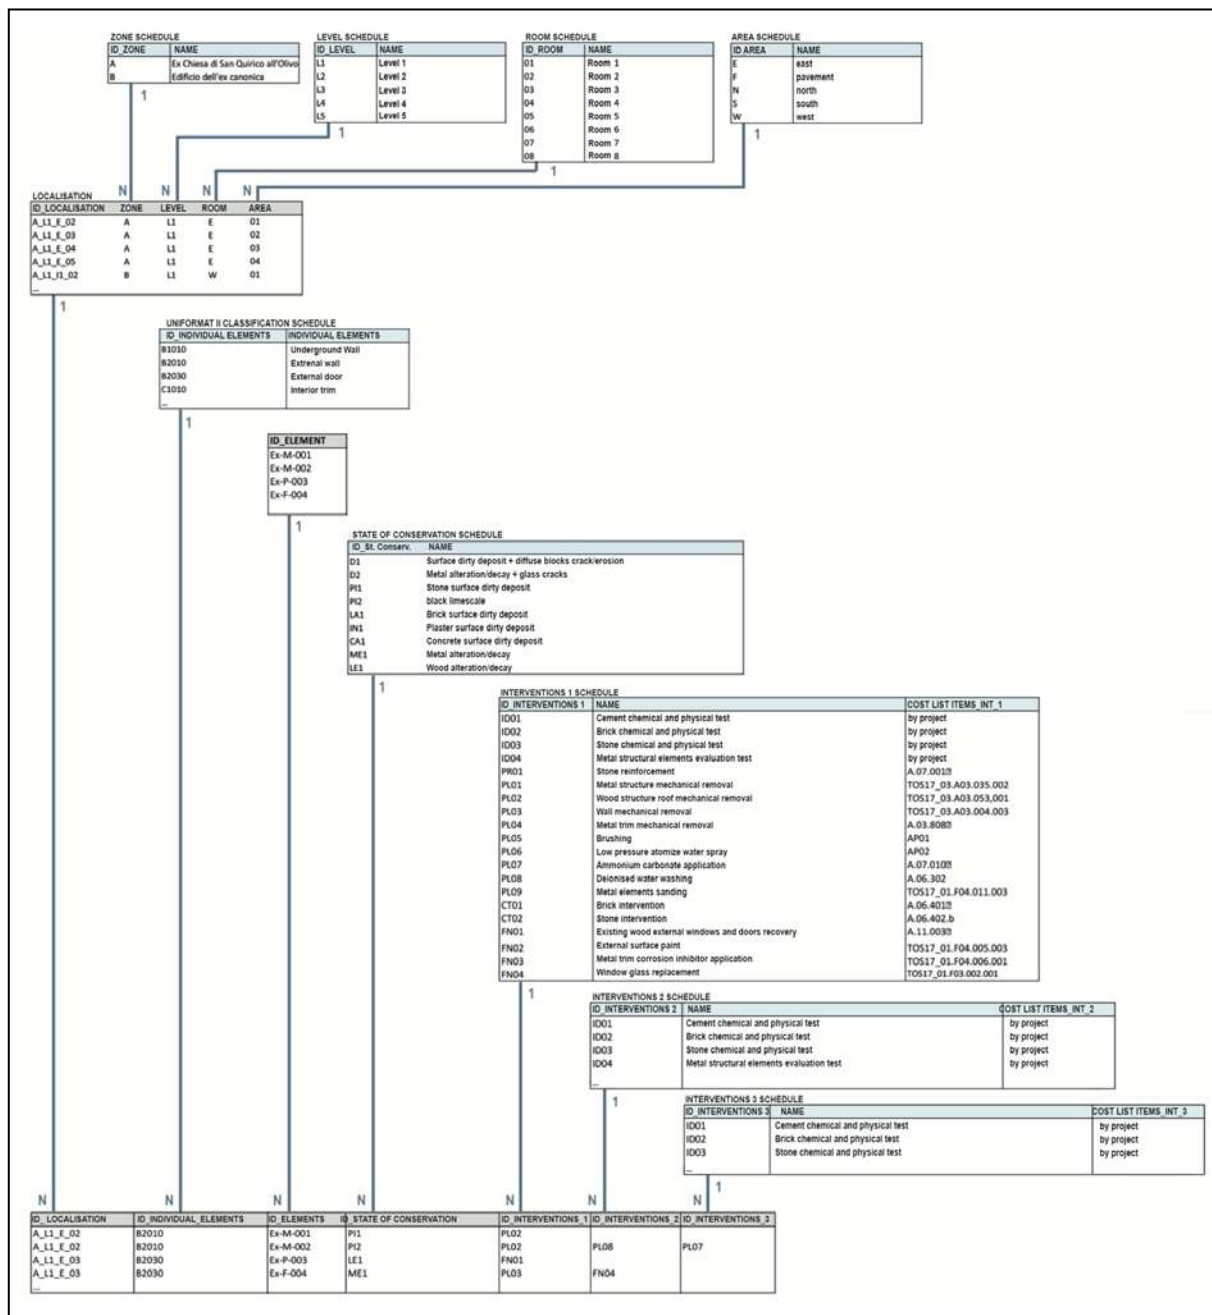 ZONE SCHEDULE
ID_ZONE NAME
A Ex Chiesa di San Quirico all'Olivo
B Edificio dell'ex canonica
1
LEVEL SCHEDULE
ID_LEVEL NAME
L1 Level 1
L2 Level 2
L3 Level 3
L4 Level 4
L5 Level 5
1
ROOM SCHEDULE
ID_ROOM NAME
01 Room 1
02 Room 2
03 Room 3
04 Room 4
05 Room 5
06 Room 6
07 Room 7
08 Room 8
1
AREA SCHEDULE
ID AREA NAME
E east
F pavement
N north
S south
W west
1
N N N N
LOCALISATION
ID_LOCALISATION ZONE LEVEL ROOM AREA
A_L1_E_02 A L1 E 01
A_L1_E_03 A L1 E 02
A_L1_E_04 A L1 E 03
A_L1_E_05 A L1 E 04
A_L1_I1_02 B L1 W 01
...
1
UNIFORMAT II CLASSIFICATION SCHEDULE
ID_INDIVIDUAL ELEMENTS INDIVIDUAL ELEMENTS
B1010 Underground Wall
B2010 Extrenal wall
B2030 External door
C1010 Interior trim
...
1
ID_ELEMENT
Ex-M-001
Ex-M-002
Ex-P-003
Ex-F-004
1
STATE OF CONSERVATION SCHEDULE
ID_St. Conserv. NAME
D1 Surface dirty deposit + diffuse blocks crack/erosion
D2 Metal alteration/decay + glass cracks
PI1 Stone surface dirty deposit
PI2 black limescale
LA1 Brick surface dirty deposit
IN1 Plaster surface dirty deposit
CA1 Concrete surface dirty deposit
ME1 Metal alteration/decay
LE1 Wood alteration/decay
1
INTERVENTIONS 1 SCHEDULE
ID_INTERVENTIONS 1 NAME COST LIST ITEMS_INT_1
ID01 Cement chemical and physical test by project
ID02 Brick chemical and physical test by project
ID03 Stone chemical and physical test by project
ID04 Metal structural elements evaluation test by project
PR01 Stone reinforcement A.07.001
PL01 Metal structure mechanical removal TOS17_03.A03.035.002
PL02 Wood structure roof mechanical removal TOS17_03.A03.053,001
PL03 Wall mechanical removal TOS17_03.A03.004.003
PL04 Metal trim mechanical removal A.03.808
PL05 Brushing AP01
PL06 Low pressure atomize water spray AP02
PL07 Ammonium carbonate application A.07.010
PL08 Deionised water washing A.06.302
PL09 Metal elements sanding TOS17_01.F04.011.003
CT01 Brick intervention A.06.401
CT02 Stone intervention A.06.402.b
FN01 Existing wood external windows and doors recovery A.11.003
FN02 External surface paint TOS17_01.F04.005.003
FN03 Metal trim corrosion inhibitor application TOS17_01.F04.006.001
FN04 Window glass replacement TOS17_01.F03.002.001
1
INTERVENTIONS 2 SCHEDULE
ID_INTERVENTIONS 2 NAME COST LIST ITEMS_INT_2
ID01 Cement chemical and physical test by project
ID02 Brick chemical and physical test by project
ID03 Stone chemical and physical test by project
ID04 Metal structural elements evaluation test by project
...
1
INTERVENTIONS 3 SCHEDULE
ID_INTERVENTIONS 3 NAME COST LIST ITEMS_INT_3
ID01 Cement chemical and physical test by project
ID02 Brick chemical and physical test by project
ID03 Stone chemical and physical test by project
...
1
N N N N N N N
ID_LOCALISATION ID_INDIVIDUAL_ELEMENTS ID_ELEMENTS ID_STATE OF CONSERVATION ID_INTERVENTIONS_1 ID_INTERVENTIONS_2 ID_INTERVENTIONS_3
A_L1_E_02 B2010 Ex-M-001 PI1 PL02
A_L1_E_02 B2010 Ex-M-002 PI2 PL02 PL08 PL07
A_L1_E_03 B2030 Ex-P-003 LE1 FN01
A_L1_E_03 B2030 Ex-F-004 ME1 PL03 FN04
...